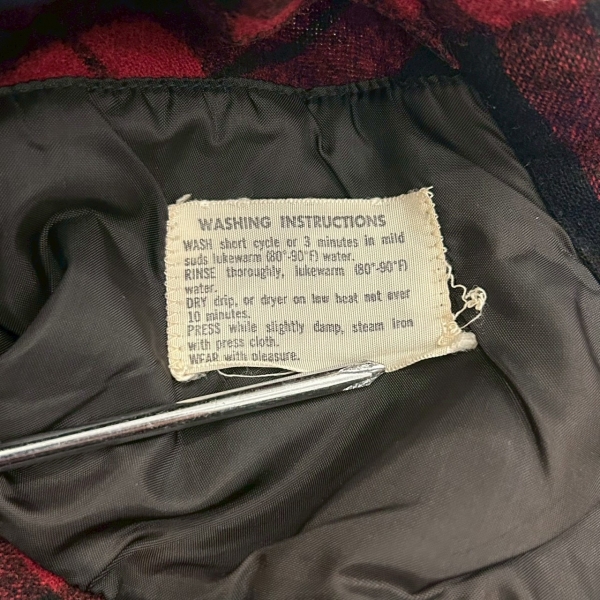 WASHING INSTRUCTIONS
WASH short cycle or 3 minutes in mild
suds lukewarm (80°-90°F) water.
RINSE thoroughly, lukewarm (80°-90°F)
water.
DRY drip, or dryer on low heat not over
10 minutes.
PRESS while slightly damp, steam iron
with press cloth.
WEAR with pleasure.